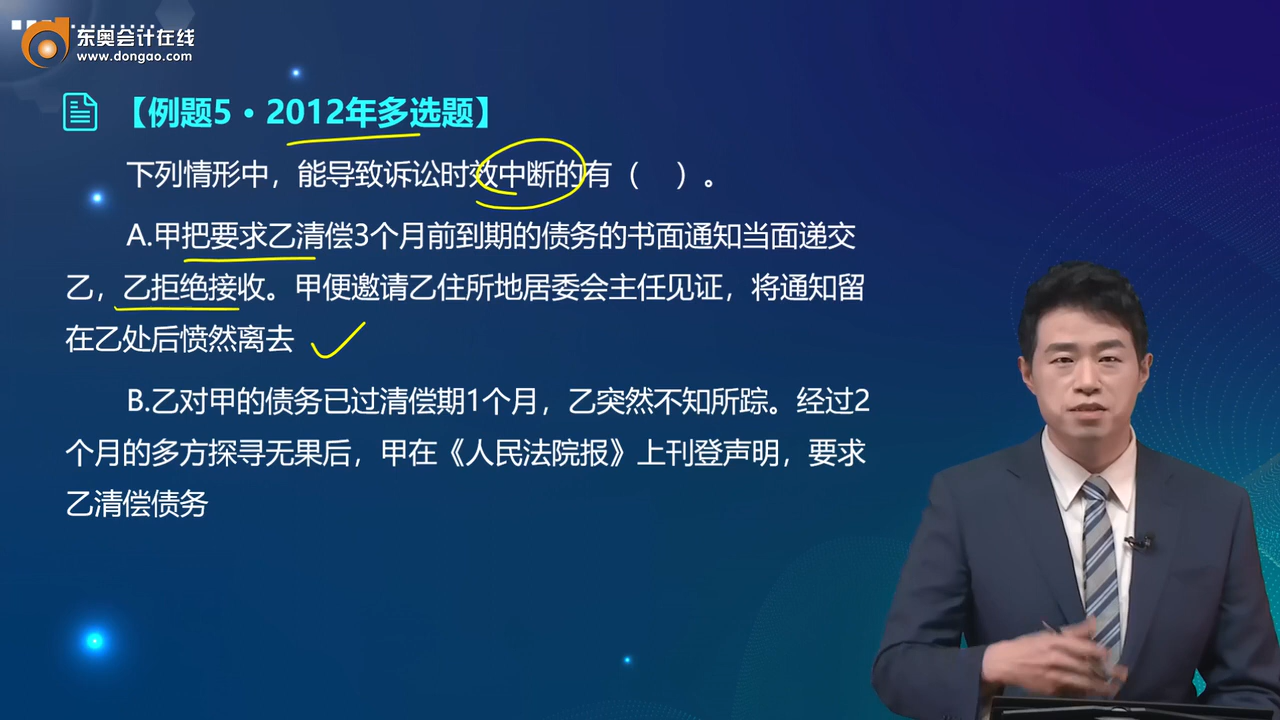 东奥会计在线
www.dongao.com
【例题5·2012年多选题】
下列情形中，能导致诉讼时效中断的有（　）。
A.甲把要求乙清偿3个月前到期的债务的书面通知当面递交
乙，乙拒绝接收。甲便邀请乙住所地居委会主任见证，将通知留
在乙处后愤然离去
B.乙对甲的债务已过清偿期1个月，乙突然不知所踪。经过2
个月的多方探寻无果后，甲在《人民法院报》上刊登声明，要求
乙清偿债务